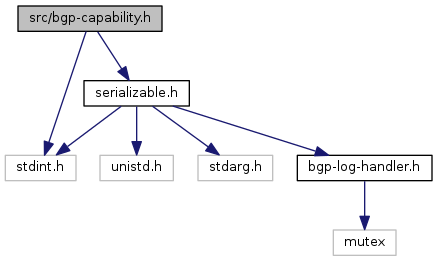 src/bgp-capability.h
serializable.h
stdint.h
unistd.h
stdarg.h
bgp-log-handler.h
mutex